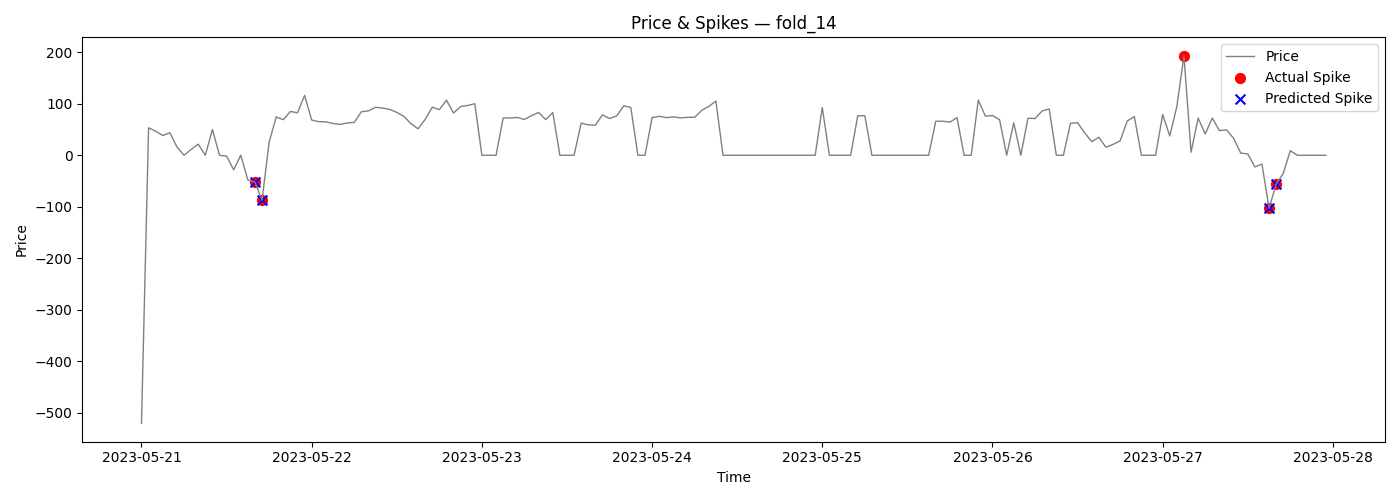 Price & Spikes — fold_14
Price
Actual Spike
Predicted Spike
200
100
0
−100
−200
−300
−400
−500
Price
2023-05-21
2023-05-22
2023-05-23
2023-05-24
2023-05-25
2023-05-26
2023-05-27
2023-05-28
Time